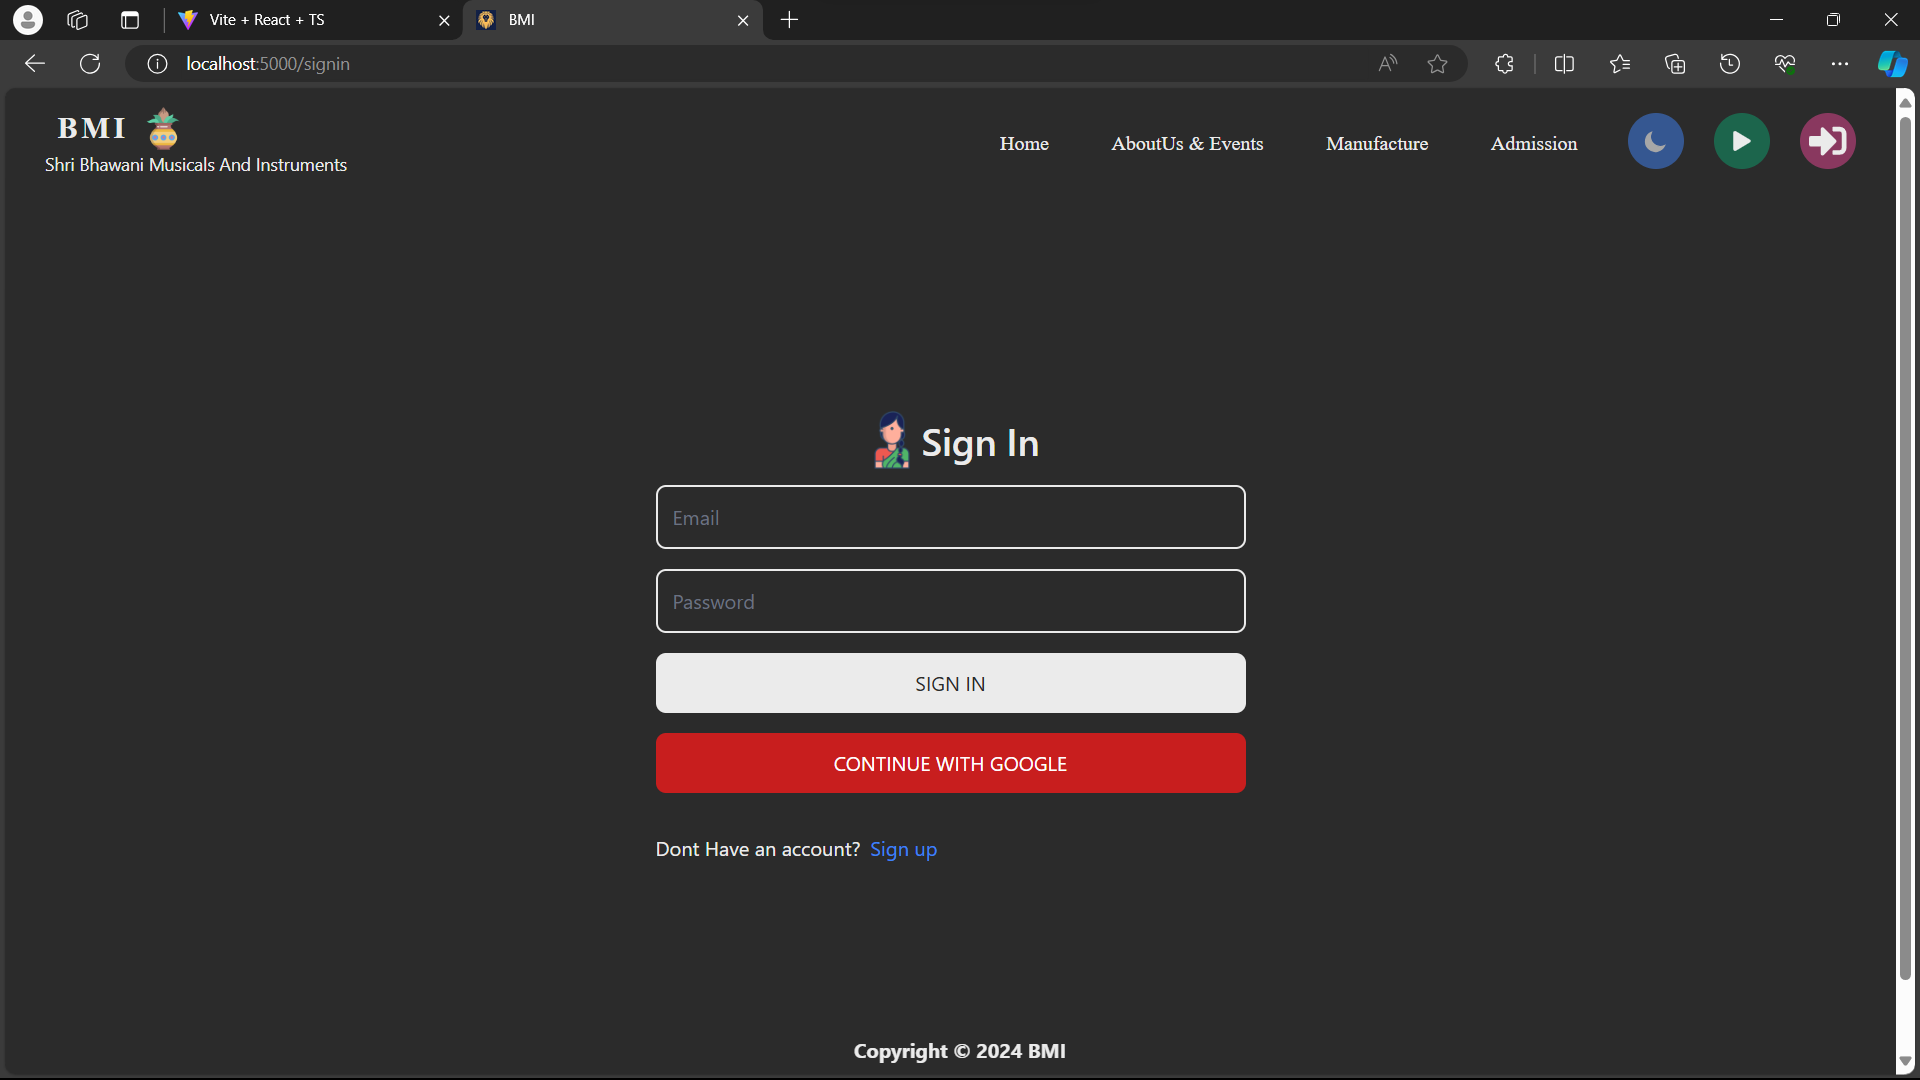 Vite + React + TS
BMI
localhost:5000/signin
BMI
Shri Bhawani Musicals And Instruments
Home
AboutUs & Events
Manufacture
Admission
Sign In
Email
Password
SIGN IN
CONTINUE WITH GOOGLE
Dont Have an account? Sign up
Copyright © 2024 BMI